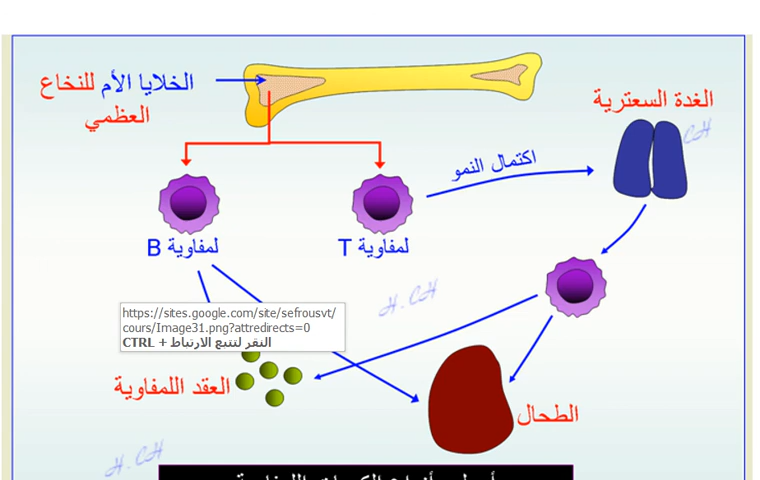 الخلايا الأم للنخاع
العظمي
الغدة السعترية
CH
اكتمال النمو
لمفاوية B
لمفاوية T
H.CH
https://sites.google.com/site/sefrousvt/
cours/Image31.png?attredirects=0
CTRL + النقر لتتبع الارتباط
العقد اللمفاوية
الطحال
H.CH